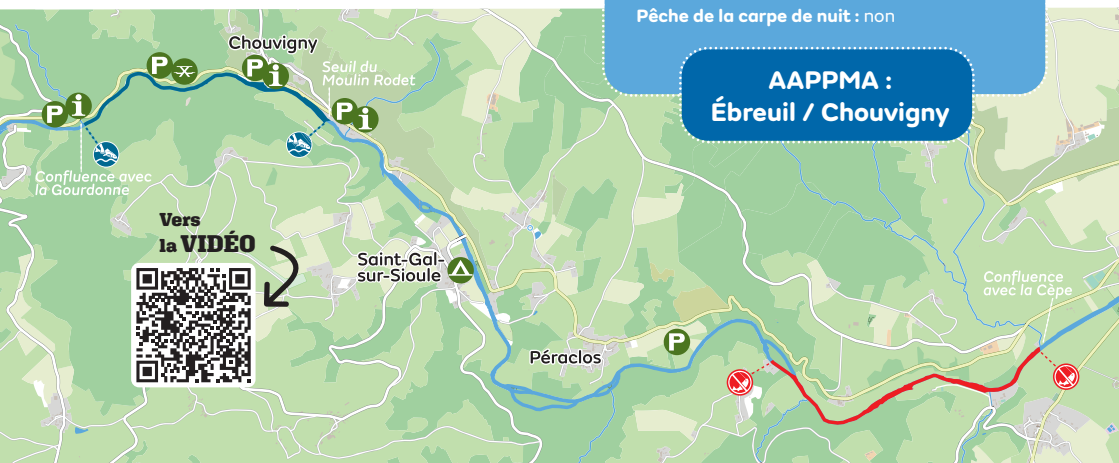 Pêche de la carpe de nuit : non
AAPPMA :
Ébreuil / Chouvigny
Chouvigny
Seuil du
Moulin Rodet
P
P i
P i
P i
Confluence avec
la Gourdonne
Vers
la VIDÉO
Saint-Gal-
sur-Sioule
Confluence
avec la Cèpe
Péraclos
P